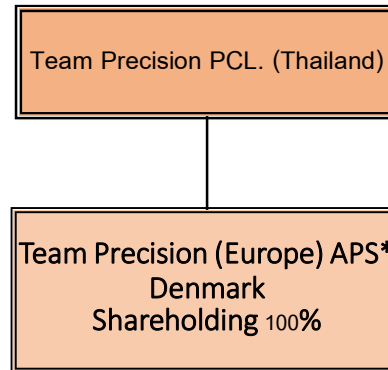 Team Precision PCL. (Thailand)
Team Precision (Europe) APS*
Denmark
Shareholding 100%